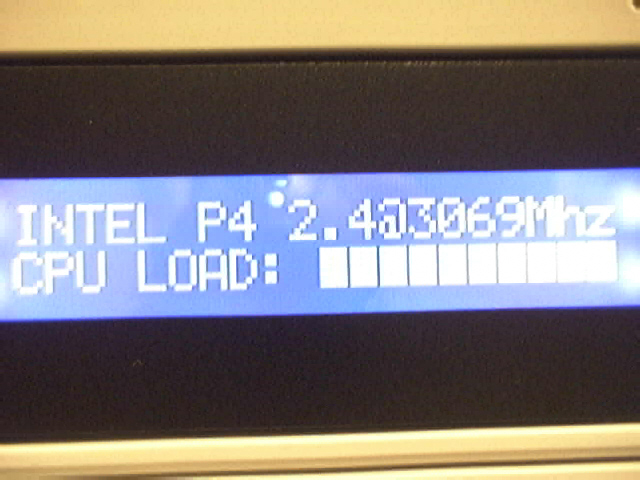 INTEL P4 2.4@3069Mhz
CPU LOAD: